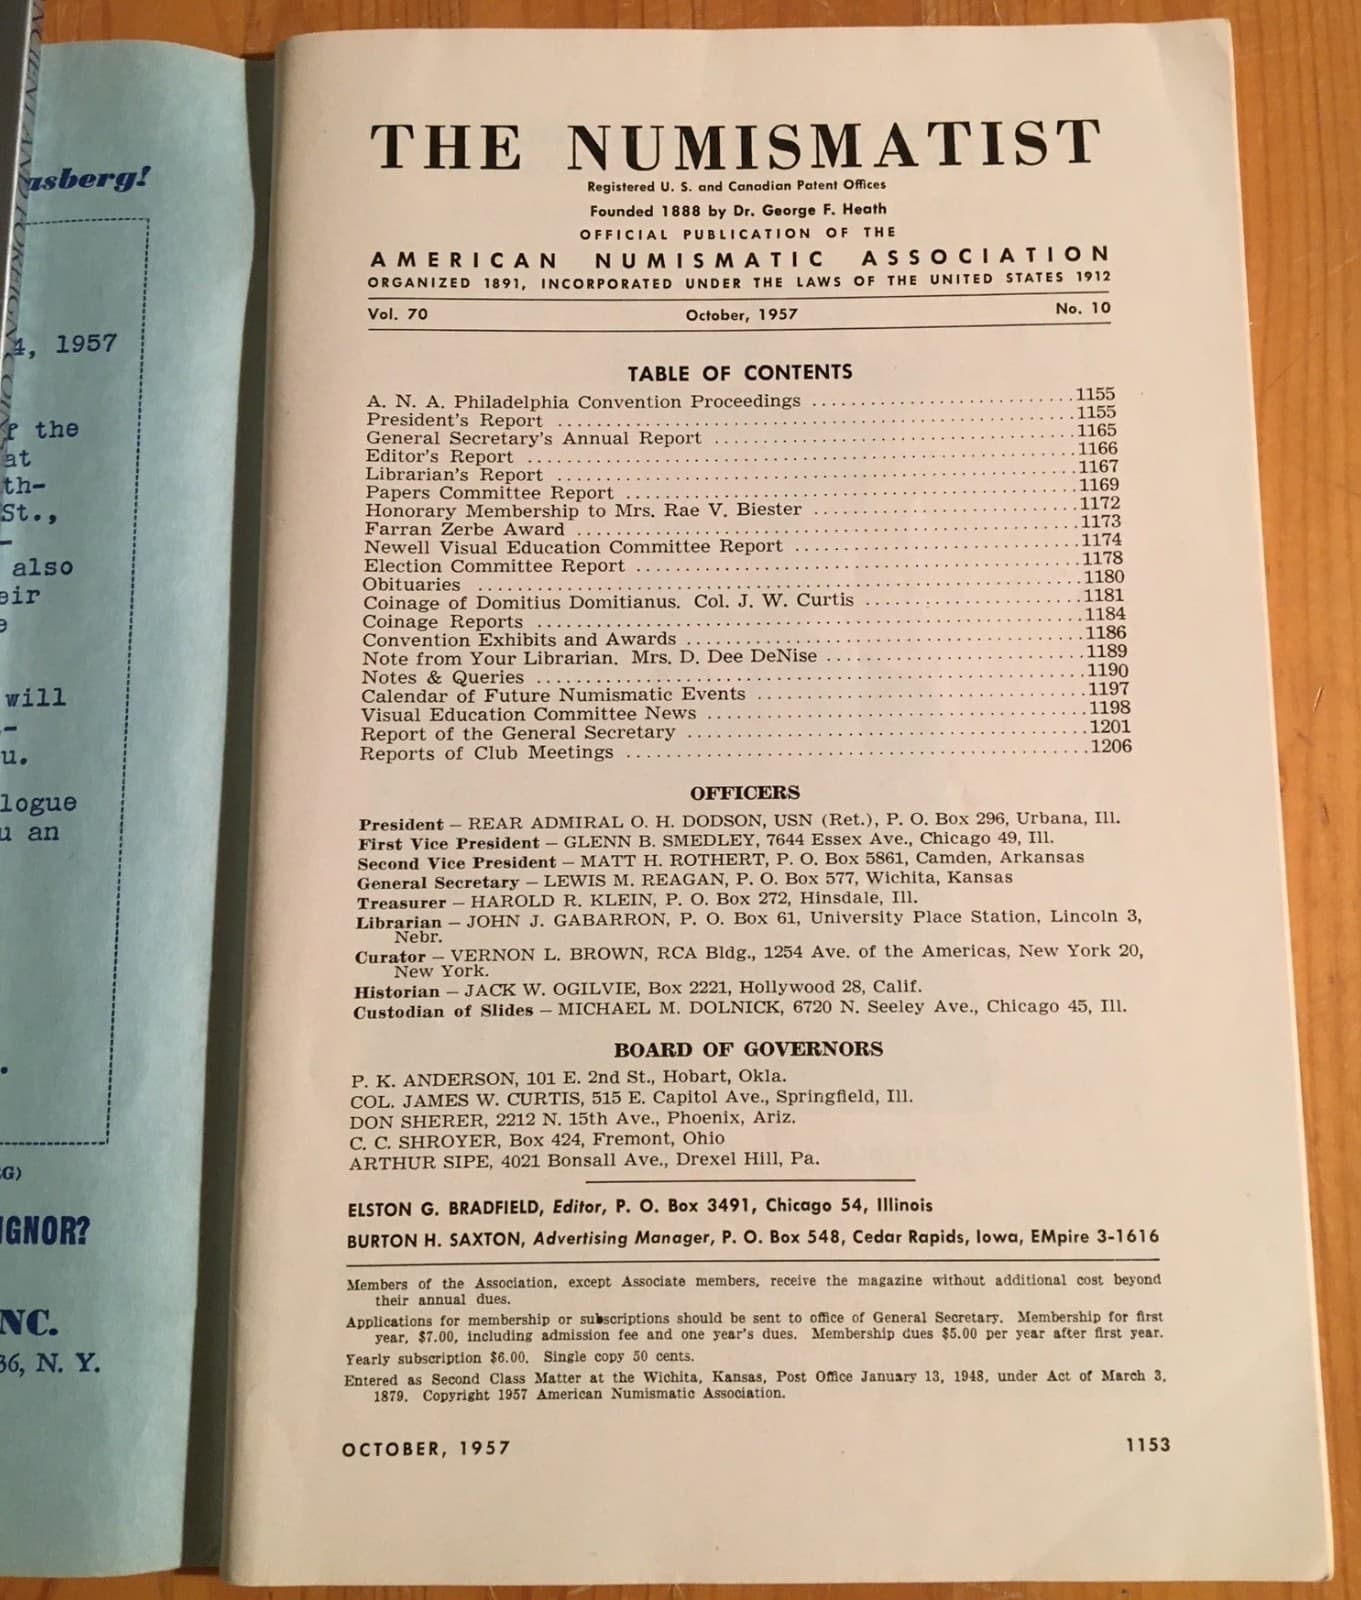 ANCIENT AND FOREIGN COINS
asberg!
4, 1957
the
at
th-
St.,
also
eir
will
u.
logue
u an
G)
IGNOR?
NC.
36, N. Y.
THE NUMISMATIST
Registered U. S. and Canadian Patent Offices
Founded 1888 by Dr. George F. Heath
OFFICIAL PUBLICATION OF THE
AMERICAN NUMISMATIC ASSOCIATION
ORGANIZED 1891, INCORPORATED UNDER THE LAWS OF THE UNITED STATES 1912
Vol. 70 October, 1957 No. 10
TABLE OF CONTENTS
A. N. A. Philadelphia Convention Proceedings 1155
President's Report 1155
General Secretary's Annual Report 1165
Editor's Report 1166
Librarian's Report 1167
Papers Committee Report 1169
Honorary Membership to Mrs. Rae V. Biester 1172
Farran Zerbe Award 1173
Newell Visual Education Committee Report 1174
Election Committee Report 1178
Obituaries 1180
Coinage of Domitius Domitianus. Col. J. W. Curtis 1181
Coinage Reports 1184
Convention Exhibits and Awards 1186
Note from Your Librarian. Mrs. D. Dee DeNise 1189
Notes & Queries 1190
Calendar of Future Numismatic Events 1197
Visual Education Committee News 1198
Report of the General Secretary 1201
Reports of Club Meetings 1206
OFFICERS
President — REAR ADMIRAL O. H. DODSON, USN (Ret.), P. O. Box 296, Urbana, Ill.
First Vice President — GLENN B. SMEDLEY, 7644 Essex Ave., Chicago 49, Ill.
Second Vice President — MATT H. ROTHERT, P. O. Box 5861, Camden, Arkansas
General Secretary — LEWIS M. REAGAN, P. O. Box 577, Wichita, Kansas
Treasurer — HAROLD R. KLEIN, P. O. Box 272, Hinsdale, Ill.
Librarian — JOHN J. GABARRON, P. O. Box 61, University Place Station, Lincoln 3,
Nebr.
Curator — VERNON L. BROWN, RCA Bldg., 1254 Ave. of the Americas, New York 20,
New York.
Historian — JACK W. OGILVIE, Box 2221, Hollywood 28, Calif.
Custodian of Slides — MICHAEL M. DOLNICK, 6720 N. Seeley Ave., Chicago 45, Ill.
BOARD OF GOVERNORS
P. K. ANDERSON, 101 E. 2nd St., Hobart, Okla.
COL. JAMES W. CURTIS, 515 E. Capitol Ave., Springfield, Ill.
DON SHERER, 2212 N. 15th Ave., Phoenix, Ariz.
C. C. SHROYER, Box 424, Fremont, Ohio
ARTHUR SIPE, 4021 Bonsall Ave., Drexel Hill, Pa.
ELSTON G. BRADFIELD, Editor, P. O. Box 3491, Chicago 54, Illinois
BURTON H. SAXTON, Advertising Manager, P. O. Box 548, Cedar Rapids, Iowa, EMpire 3-1616
Members of the Association, except Associate members, receive the magazine without additional cost beyond
their annual dues.
Applications for membership or subscriptions should be sent to office of General Secretary. Membership for first
year, $7.00, including admission fee and one year's dues. Membership dues $5.00 per year after first year.
Yearly subscription $6.00. Single copy 50 cents.
Entered as Second Class Matter at the Wichita, Kansas, Post Office January 13, 1948, under Act of March 3,
1879. Copyright 1957 American Numismatic Association.
OCTOBER, 1957 1153